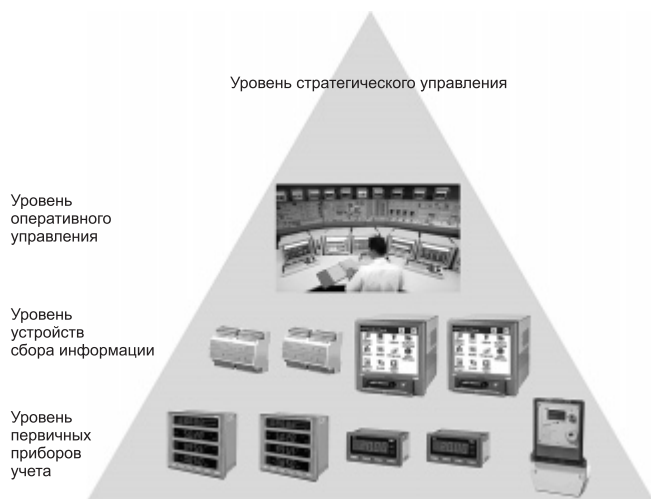 Уровень стратегического управления
Уровень
оперативного
управления
Уровень
устройств
сбора информации
Уровень
первичных
приборов
учета